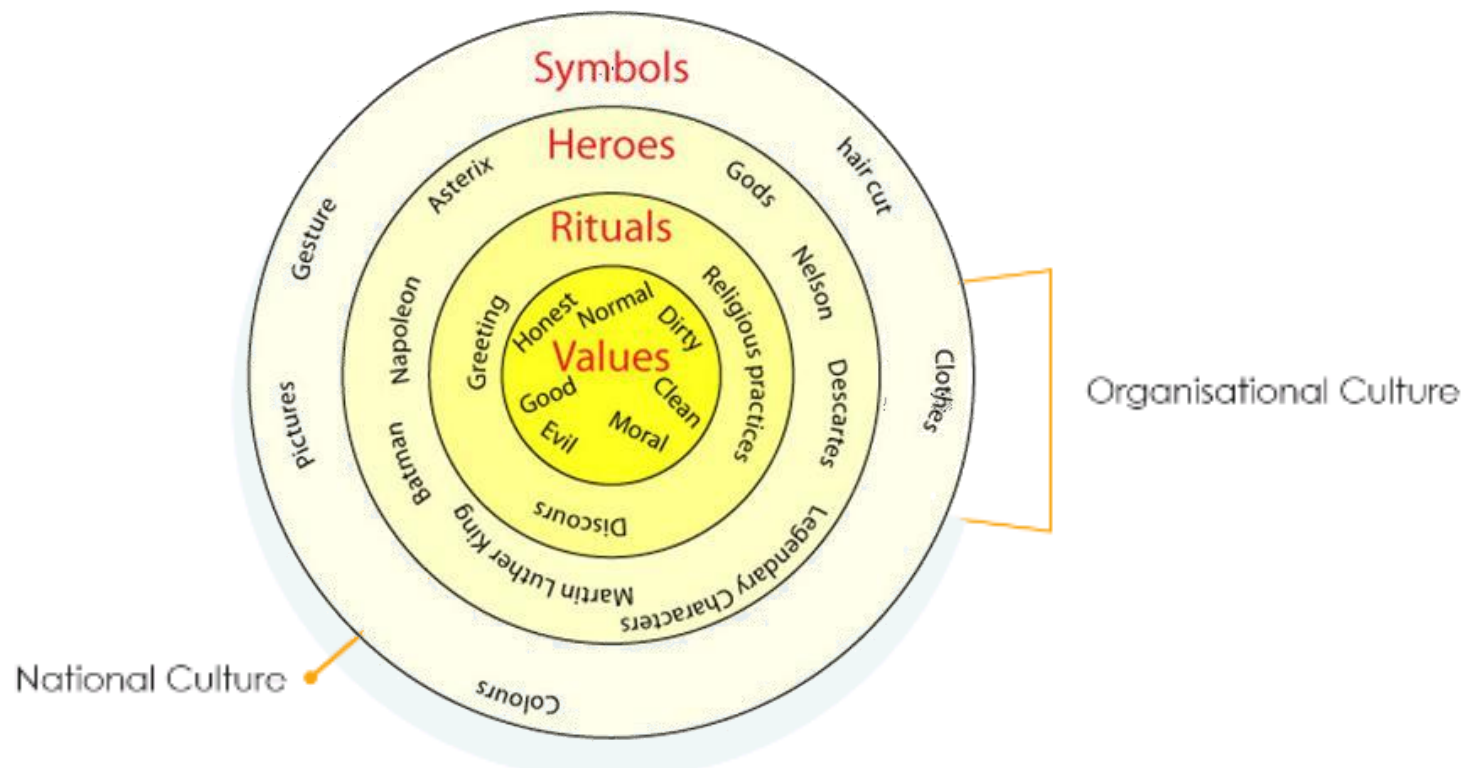 Symbols
hair cut
Clothes
Colours
Pictures
Gesture
Heroes
Gods
Nelson
Descartes
Legendary Characters
Martin Luther King
Batman
Napoleon
Asterix
Rituals
Religious practices
Discours
Greeting
Values
Honest
Normal
Dirty
Clean
Moral
Evil
Good
Organisational Culture
National Culture